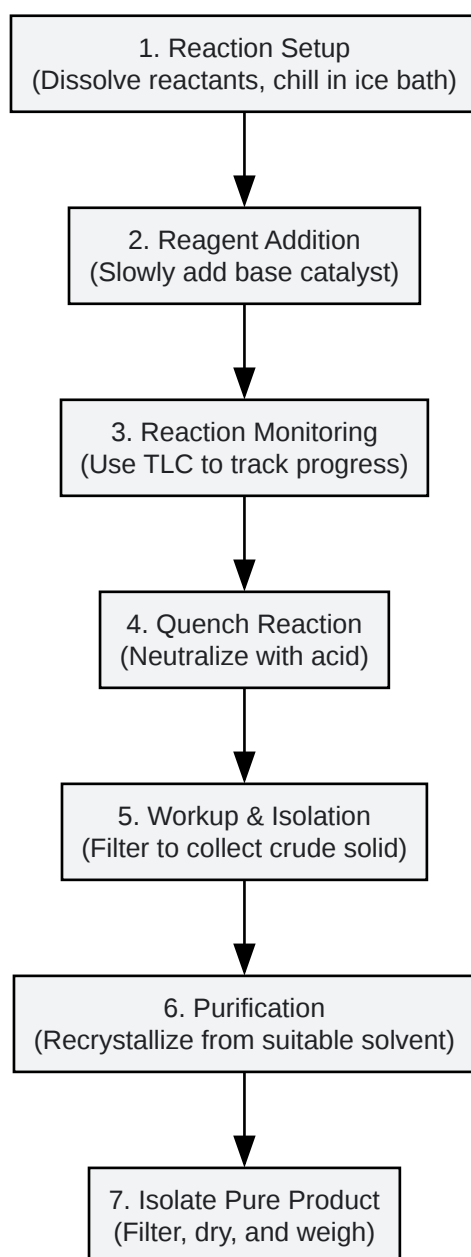 1. Reaction Setup
(Dissolve reactants, chill in ice bath)
2. Reagent Addition
(Slowly add base catalyst)
3. Reaction Monitoring
(Use TLC to track progress)
4. Quench Reaction
(Neutralize with acid)
5. Workup & Isolation
(Filter to collect crude solid)
6. Purification
(Recrystallize from suitable solvent)
7. Isolate Pure Product
(Filter, dry, and weigh)